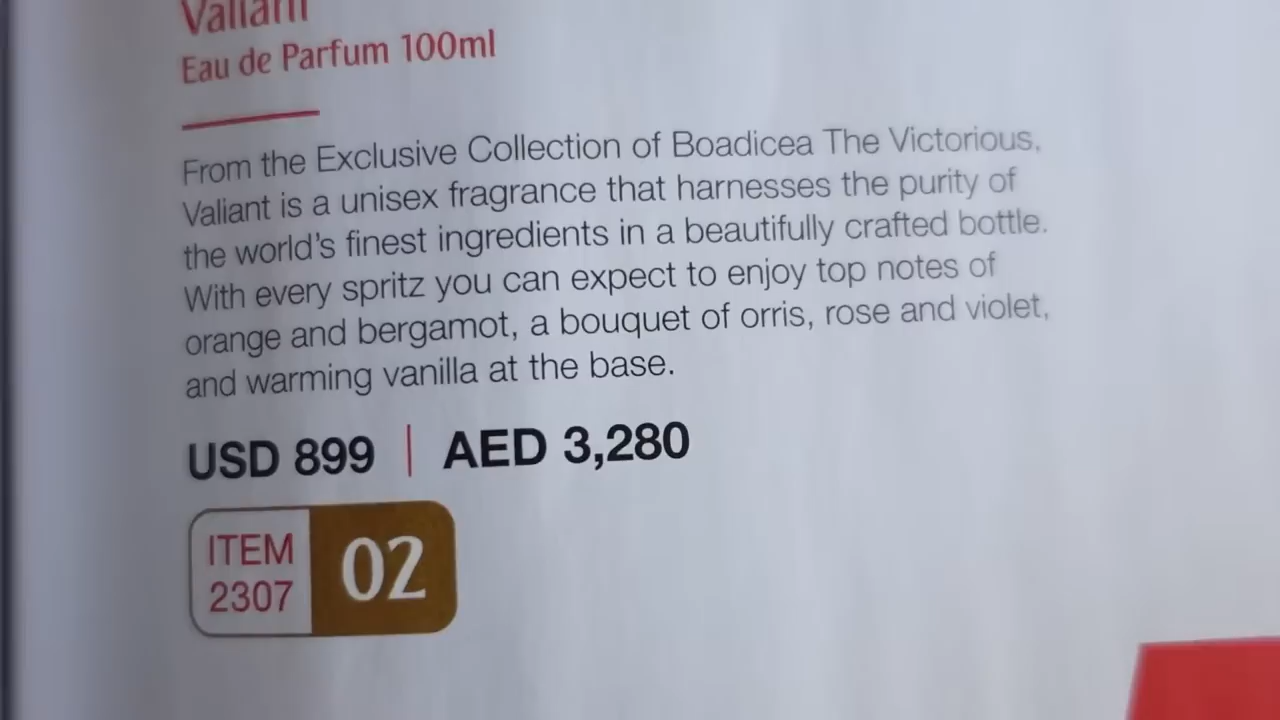 Valiant
Eau de Parfum 100ml
From the Exclusive Collection of Boadicea The Victorious,
Valiant is a unisex fragrance that harnesses the purity of
the world's finest ingredients in a beautifully crafted bottle.
With every spritz you can expect to enjoy top notes of
orange and bergamot, a bouquet of orris, rose and violet,
and warming vanilla at the base.
USD 899 | AED 3,280
ITEM
2307
02